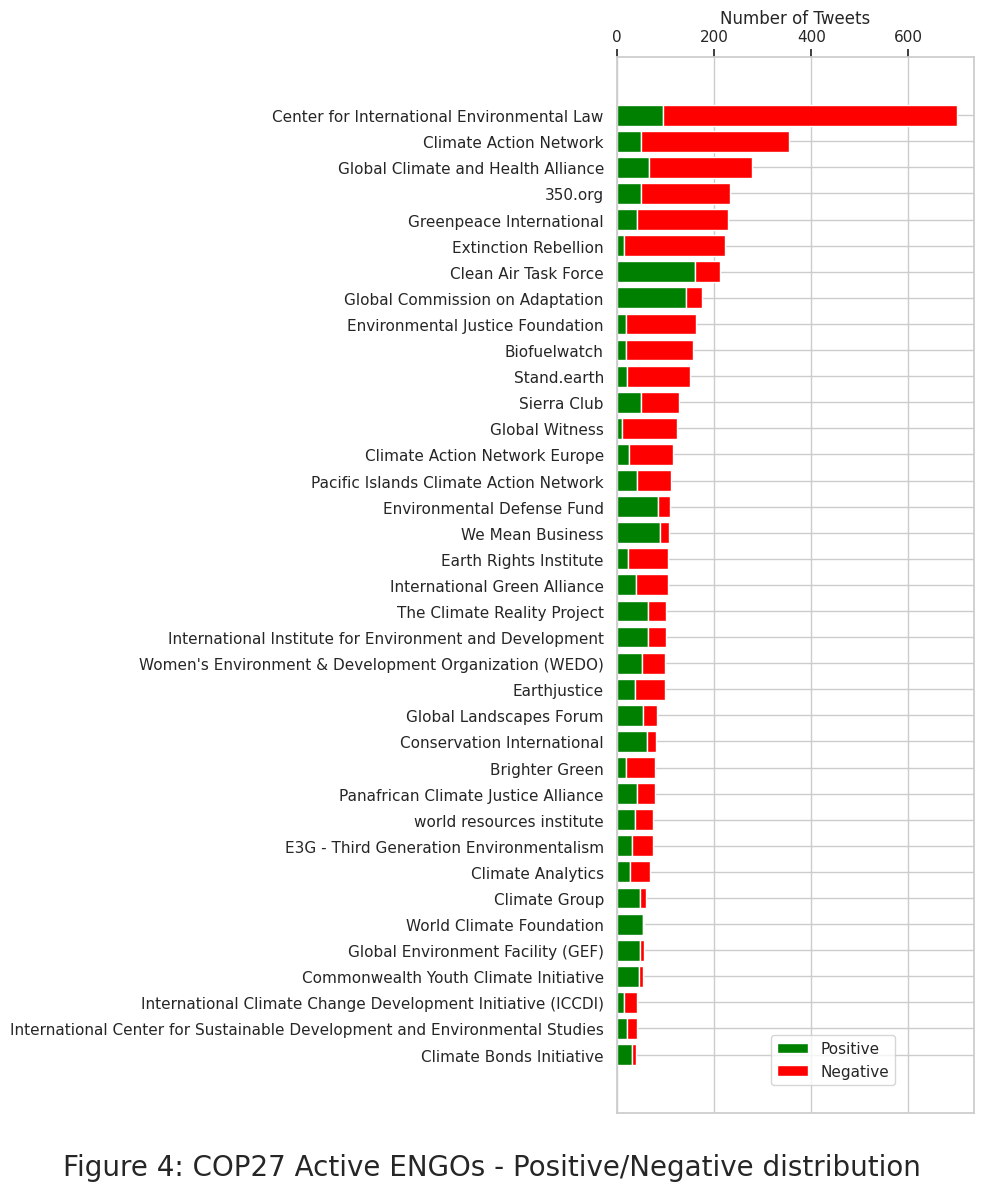 Number of Tweets
0 200 400 600
Center for International Environmental Law
Climate Action Network
Global Climate and Health Alliance
350.org
Greenpeace International
Extinction Rebellion
Clean Air Task Force
Global Commission on Adaptation
Environmental Justice Foundation
Biofuelwatch
Stand.earth
Sierra Club
Global Witness
Climate Action Network Europe
Pacific Islands Climate Action Network
Environmental Defense Fund
We Mean Business
Earth Rights Institute
International Green Alliance
The Climate Reality Project
International Institute for Environment and Development
Women's Environment & Development Organization (WEDO)
Earthjustice
Global Landscapes Forum
Conservation International
Brighter Green
Panafrican Climate Justice Alliance
world resources institute
E3G - Third Generation Environmentalism
Climate Analytics
Climate Group
World Climate Foundation
Global Environment Facility (GEF)
Commonwealth Youth Climate Initiative
International Climate Change Development Initiative (ICCDI)
International Center for Sustainable Development and Environmental Studies
Climate Bonds Initiative
Positive
Negative
Figure 4: COP27 Active ENGOs - Positive/Negative distribution